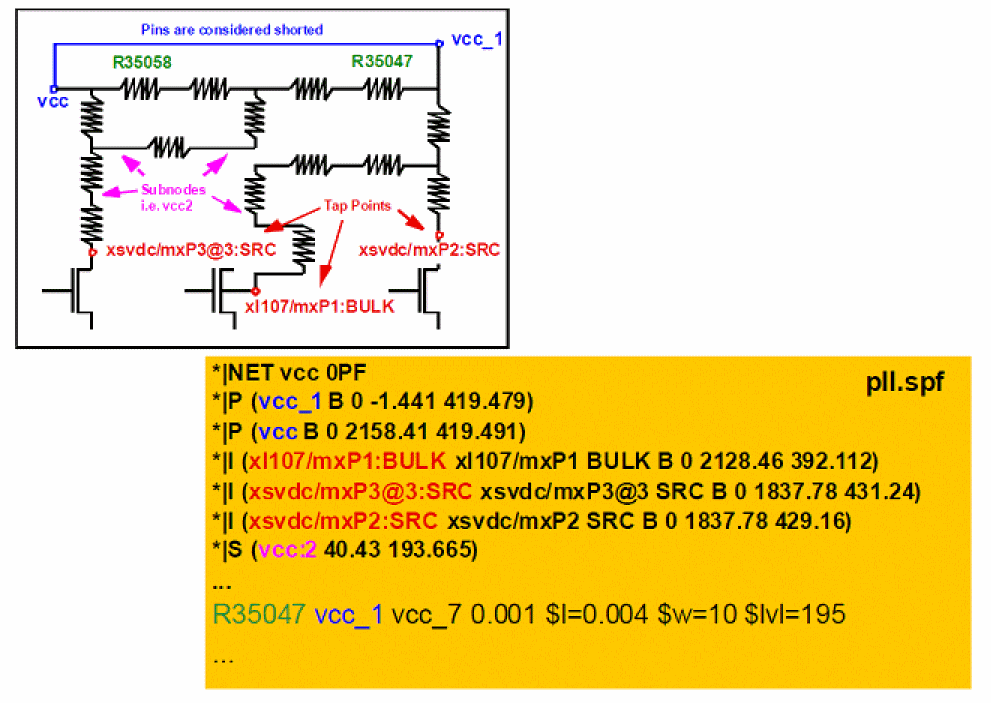 Pins are considered shorted
vcc_1
R35058
R35047
vcc
Subnodes
i.e. vcc2
Tap Points
xsvdc/mxP3@3:SRC
xsvdc/mxP2:SRC
xl107/mxP1:BULK
pll.spf
*|NET vcc 0PF
*|P (vcc_1 B 0 -1.441 419.479)
*|P (vcc B 0 2158.41 419.491)
*|I (xl107/mxP1:BULK xl107/mxP1 BULK B 0 2128.46 392.112)
*|I (xsvdc/mxP3@3:SRC xsvdc/mxP3@3 SRC B 0 1837.78 431.24)
*|I (xsvdc/mxP2:SRC xsvdc/mxP2 SRC B 0 1837.78 429.16)
*|S (vcc:2 40.43 193.665)
...
R35047 vcc_1 vcc_7 0.001 $l=0.004 $w=10 $lvl=195
...